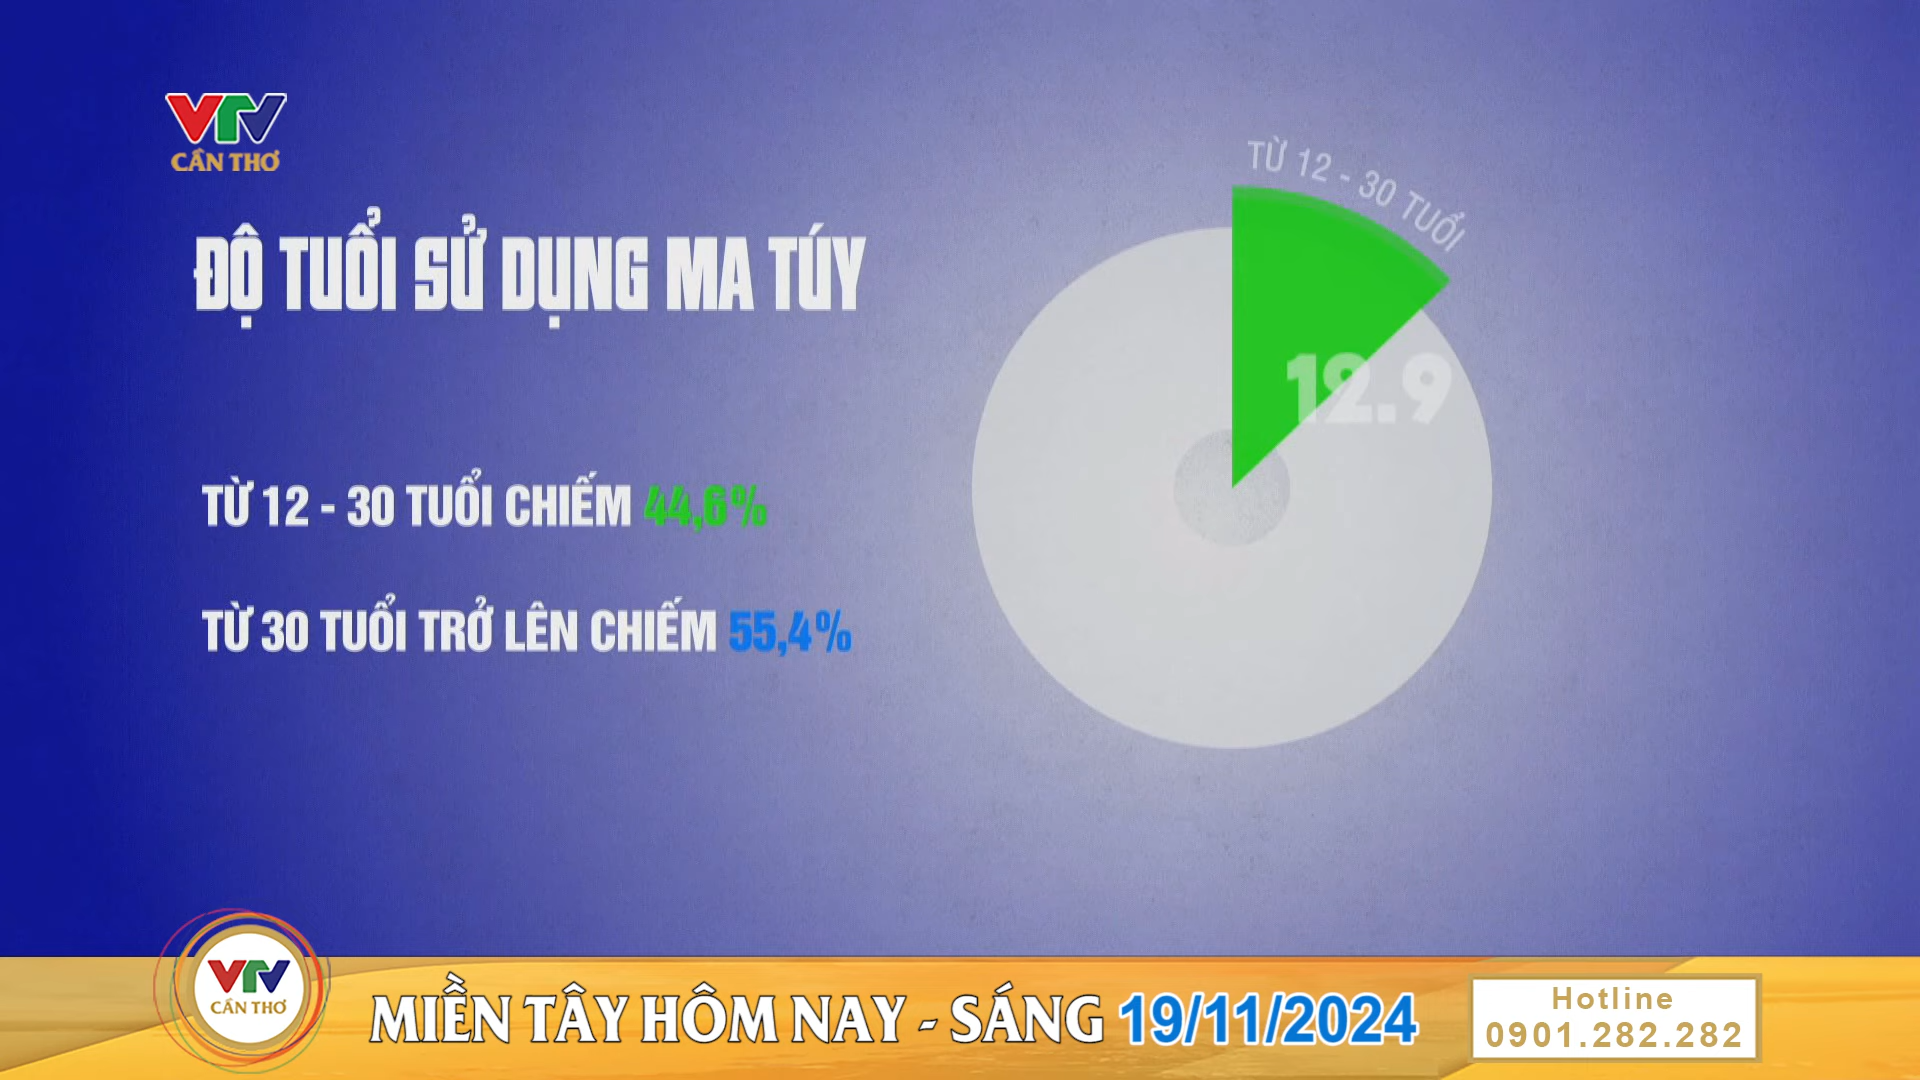 VTV
CẦN THƠ
TỪ 12 - 30 TUỔI
ĐỘ TUỔI SỬ DỤNG MA TÚY
12.9
TỪ 12 - 30 TUỔI CHIẾM 44,6%
TỪ 30 TUỔI TRỞ LÊN CHIẾM 55,4%
VTV
CẦN THƠ
MIỀN TÂY HÔM NAY - SÁNG 19/11/2024
Hotline
0901.282.282